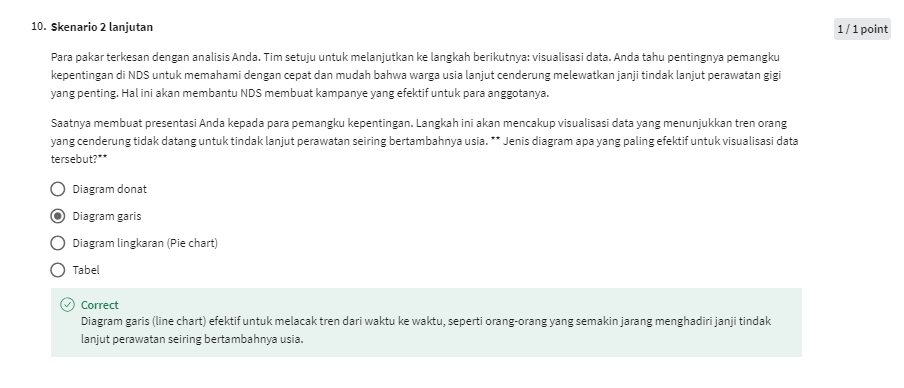 10. Skenario 2 lanjutan
1 / 1 point
Para pakar terkesan dengan analisis Anda. Tim setuju untuk melanjutkan ke langkah berikutnya: visualisasi data. Anda tahu pentingnya pemangku
kepentingan di NDS untuk memahami dengan cepat dan mudah bahwa warga usia lanjut cenderung melewatkan janji tindak lanjut perawatan gigi
yang penting. Hal ini akan membantu NDS membuat kampanye yang efektif untuk para anggotanya.
Saatnya membuat presentasi Anda kepada para pemangku kepentingan. Langkah ini akan mencakup visualisasi data yang menunjukkan tren orang
yang cenderung tidak datang untuk tindak lanjut perawatan seiring bertambahnya usia. ** Jenis diagram apa yang paling efektif untuk visualisasi data
tersebut?**
Diagram donat
Diagram garis
Diagram lingkaran (Pie chart)
Tabel
Correct
Diagram garis (line chart) efektif untuk melacak tren dari waktu ke waktu, seperti orang-orang yang semakin jarang menghadiri janji tindak
lanjut perawatan seiring bertambahnya usia.